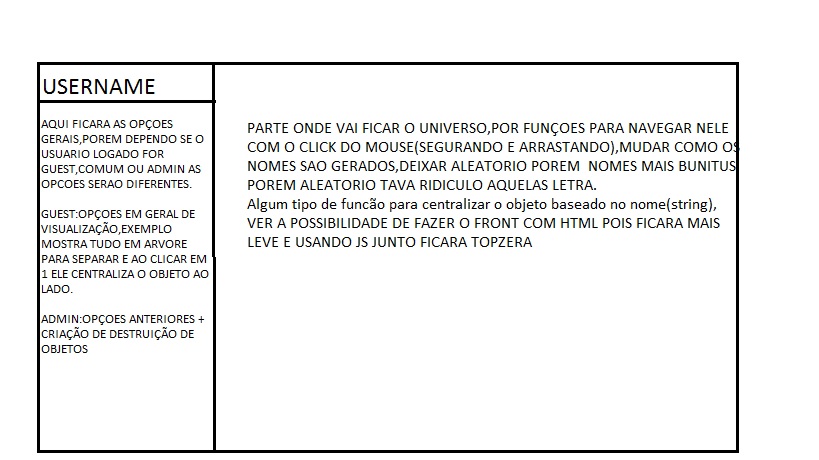 USERNAME
AQUI FICARA AS OPÇOES
GERAIS,POREM DEPENDO SE O
USUARIO LOGADO FOR
GUEST,COMUM OU ADMIN AS
OPCOES SERAO DIFERENTES.
GUEST:OPÇOES EM GERAL DE
VISUALIZAÇÃO,EXEMPLO
MOSTRA TUDO EM ARVORE
PARA SEPARAR E AO CLICAR EM
1 ELE CENTRALIZA O OBJETO AO
LADO.
ADMIN:OPÇOES ANTERIORES +
CRIAÇÃO DE DESTRUIÇÃO DE
OBJETOS
PARTE ONDE VAI FICAR O UNIVERSO,POR FUNÇOES PARA NAVEGAR NELE
COM O CLICK DO MOUSE(SEGURANDO E ARRASTANDO),MUDAR COMO OS
NOMES SAO GERADOS,DEIXAR ALEATORIO POREM NOMES MAIS BUNITUS
POREM ALEATORIO TAVA RIDICULO AQUELAS LETRA.
Algum tipo de funcão para centralizar o objeto baseado no nome(string),
VER A POSSIBILIDADE DE FAZER O FRONT COM HTML POIS FICARA MAIS
LEVE E USANDO JS JUNTO FICARA TOPZERA